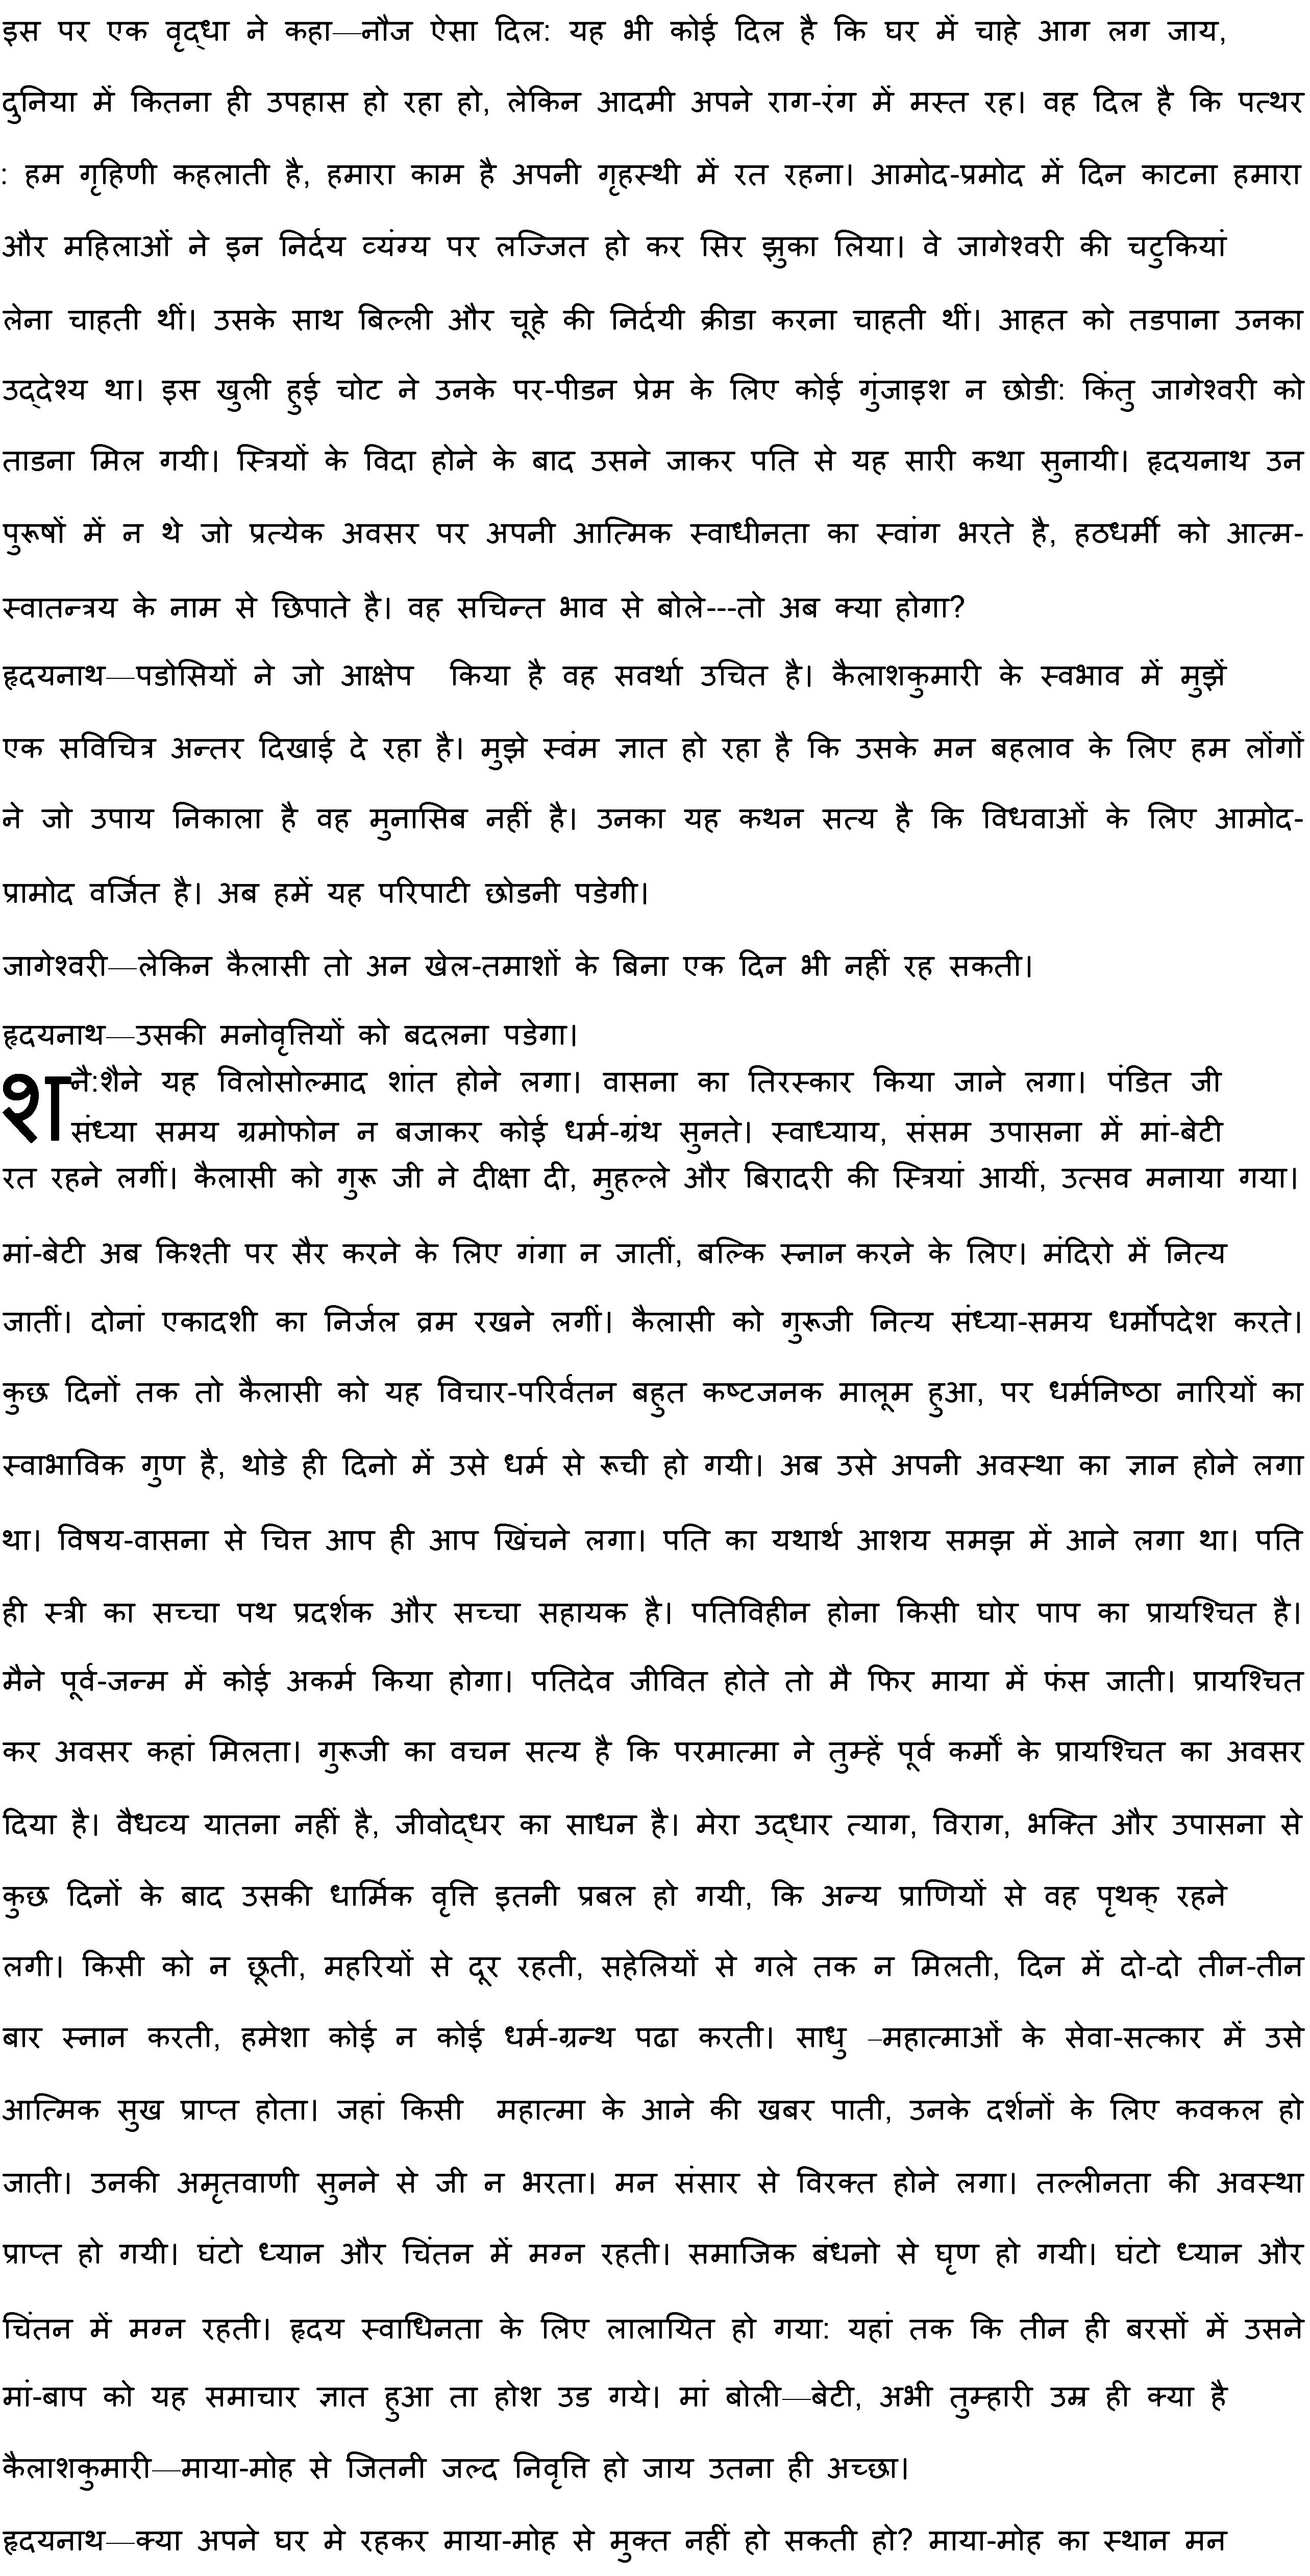 इस पर एक वृद्‌धा ने कहा—नौज ऐसा दिल: यह भी कोई दिल है कि घर में चाहे आग लग जाय,
दुनिया में कितना ही उपहास हो रहा हो, लेकिन आदमी अपने राग-रंग में मस्त रह। वह दिल है कि पत्थर
: हम गृहिणी कहलाती है, हमारा काम है अपनी गृहस्थी में रत रहना। आमोद-प्रमोद में दिन काटना हमारा
और महिलाओं ने इन निर्दय व्यंग्य पर लज्जित हो कर सिर झुका लिया। वे जागेश्वरी की चटुकियां
लेना चाहती थीं। उसके साथ बिल्ली और चूहे की निर्दयी क्रीडा करना चाहती थीं। आहत को तडपाना उनका
उद्‌देश्य था। इस खुली हुई चोट ने उनके पर-पीडन प्रेम के लिए कोई गुंजाइश न छोडी: किंतु जागेश्वरी को
ताडना मिल गयी। स्त्रियों के विदा होने के बाद उसने जाकर पति से यह सारी कथा सुनायी। हृदयनाथ उन
पुरूषों में न थे जो प्रत्येक अवसर पर अपनी आत्मिक स्वाधीनता का स्वांग भरते है, हठधर्मी को आत्म-
स्वातन्त्रय के नाम से छिपाते है। वह सचिन्त भाव से बोले---तो अब क्या होगा?
हृदयनाथ—पडोसियों ने जो आक्षेप किया है वह सवर्था उचित है। कैलाशकुमारी के स्वभाव में मुझें
एक सविचित्र अन्तर दिखाई दे रहा है। मुझे स्वंम ज्ञात हो रहा है कि उसके मन बहलाव के लिए हम लोंगों
ने जो उपाय निकाला है वह मुनासिब नहीं है। उनका यह कथन सत्य है कि विधवाओं के लिए आमोद-
प्रामोद वर्जित है। अब हमें यह परिपाटी छोडनी पडेगी।
जागेश्वरी—लेकिन कैलासी तो अन खेल-तमाशों के बिना एक दिन भी नहीं रह सकती।
हृदयनाथ—उसकी मनोवृत्तियों को बदलना पडेगा।
शनै:शैने यह विलोसोल्माद शांत होने लगा। वासना का तिरस्कार किया जाने लगा। पंडित जी
संध्या समय ग्रमोफोन न बजाकर कोई धर्म-ग्रंथ सुनते। स्वाध्याय, संसम उपासना में मां-बेटी
रत रहने लगीं। कैलासी को गुरू जी ने दीक्षा दी, मुहल्ले और बिरादरी की स्त्रियां आयीं, उत्सव मनाया गया।
मां-बेटी अब किश्ती पर सैर करने के लिए गंगा न जातीं, बल्कि स्नान करने के लिए। मंदिरो में नित्य
जातीं। दोनां एकादशी का निर्जल व्रम रखने लगीं। कैलासी को गुरूजी नित्य संध्या-समय धर्मोपदेश करते।
कुछ दिनों तक तो कैलासी को यह विचार-परिर्वतन बहुत कष्टजनक मालूम हुआ, पर धर्मनिष्ठा नारियों का
स्वाभाविक गुण है, थोडे ही दिनो में उसे धर्म से रूची हो गयी। अब उसे अपनी अवस्था का ज्ञान होने लगा
था। विषय-वासना से चित्त आप ही आप खिंचने लगा। पति का यथार्थ आशय समझ में आने लगा था। पति
ही स्त्री का सच्चा पथ प्रदर्शक और सच्चा सहायक है। पतिविहीन होना किसी घोर पाप का प्रायश्चित है।
मैने पूर्व-जन्म में कोई अकर्म किया होगा। पतिदेव जीवित होते तो मै फिर माया में फंस जाती। प्रायश्चित
कर अवसर कहां मिलता। गुरूजी का वचन सत्य है कि परमात्मा ने तुम्हें पूर्व कर्मों के प्रायश्चित का अवसर
दिया है। वैधव्य यातना नहीं है, जीवोद्‌धर का साधन है। मेरा उद्‌धार त्याग, विराग, भक्ति और उपासना से
कुछ दिनों के बाद उसकी धार्मिक वृत्ति इतनी प्रबल हो गयी, कि अन्य प्राणियों से वह पृथक् रहने
लगी। किसी को न छूती, महरियों से दूर रहती, सहेलियों से गले तक न मिलती, दिन में दो-दो तीन-तीन
बार स्नान करती, हमेशा कोई न कोई धर्म-ग्रन्थ पढा करती। साधु –महात्माओं के सेवा-सत्कार में उसे
आत्मिक सुख प्राप्त होता। जहां किसी महात्मा के आने की खबर पाती, उनके दर्शनों के लिए कवकल हो
जाती। उनकी अमृतवाणी सुनने से जी न भरता। मन संसार से विरक्त होने लगा। तल्लीनता की अवस्था
प्राप्त हो गयी। घंटो ध्यान और चिंतन में मग्न रहती। समाजिक बंधनो से घृण हो गयी। घंटो ध्यान और
चिंतन में मग्न रहती। हृदय स्वाधिनता के लिए लालायित हो गया: यहां तक कि तीन ही बरसों में उसने
मां-बाप को यह समाचार ज्ञात हुआ ता होश उड गये। मां बोली—बेटी, अभी तुम्हारी उम्र ही क्या है
कैलाशकुमारी—माया-मोह से जितनी जल्द निवृत्ति हो जाय उतना ही अच्छा।
हृदयनाथ—क्या अपने घर मे रहकर माया-मोह से मुक्त नहीं हो सकती हो? माया-मोह का स्थान मन